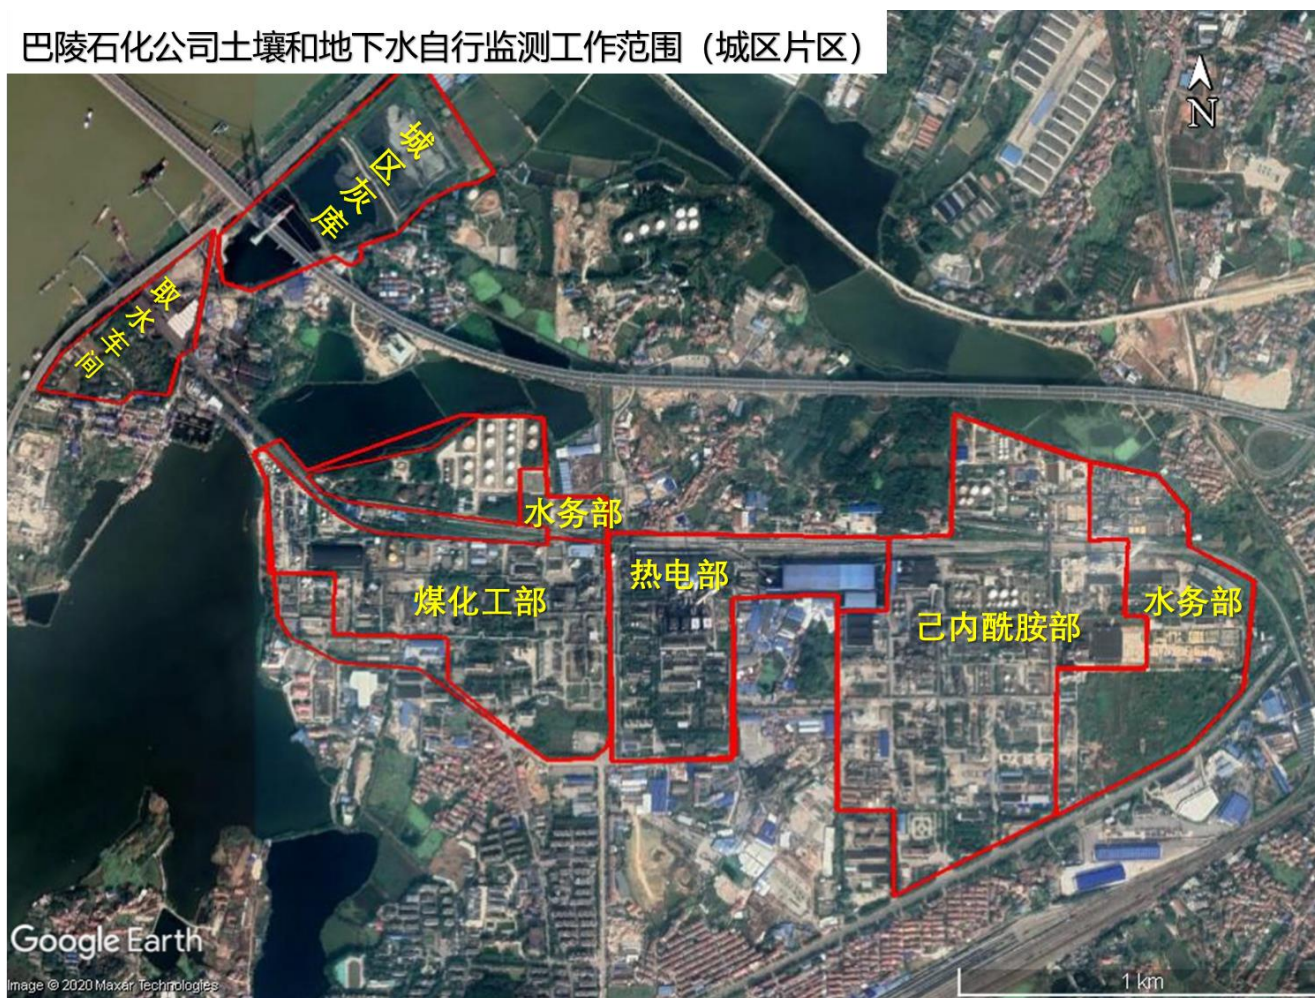 巴陵石化公司土壤和地下水自行监测工作范围（城区片区）
N
城区灰库
取水车间
水务部
热电部
煤化工部
己内酰胺部
水务部
Google Earth
Image © 2020 Maxar Technologies
1 km